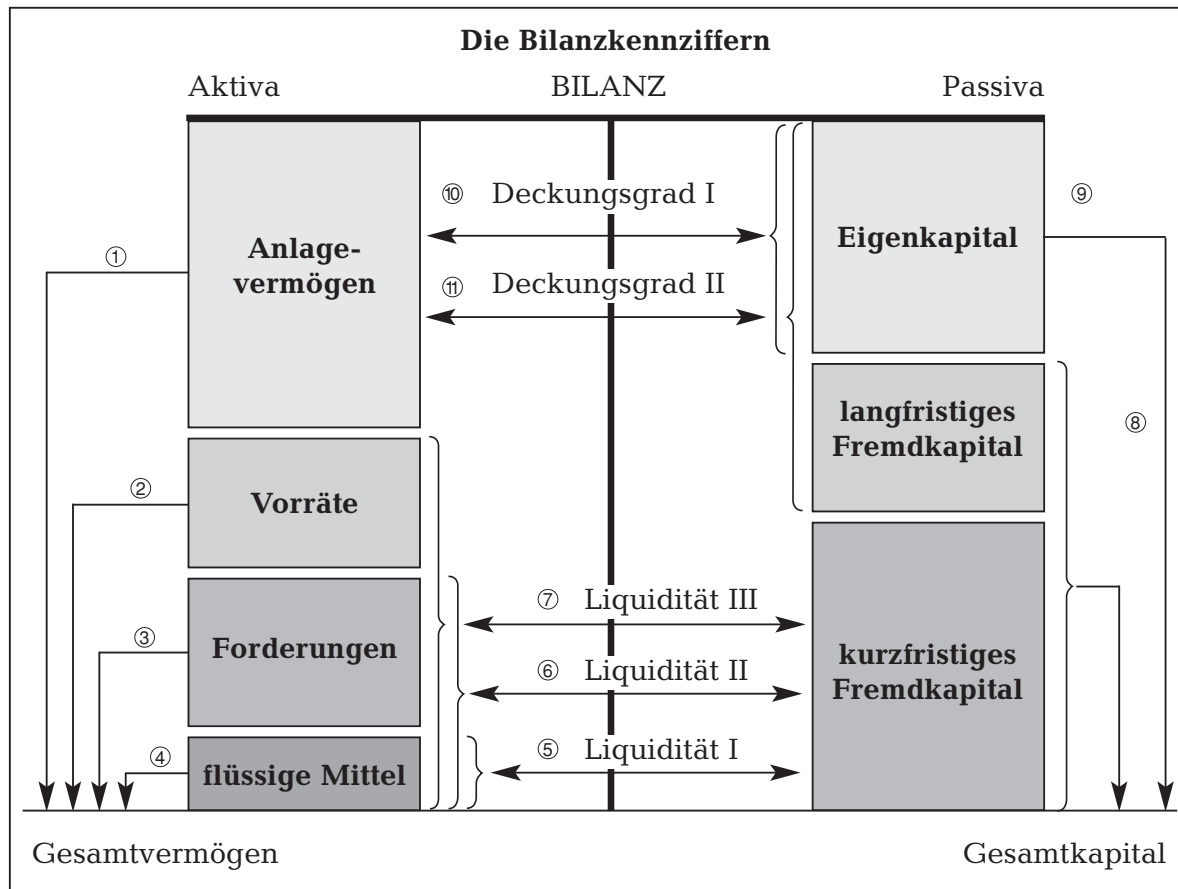 Die Bilanzkennziffern
Aktiva BILANZ Passiva
⑩ Deckungsgrad I
⑨
Eigenkapital
①
Anlage-
vermögen
⑪ Deckungsgrad II
langfristiges
Fremdkapital
⑧
②
Vorräte
⑦ Liquidität III
③
Forderungen
⑥ Liquidität II
kurzfristiges
Fremdkapital
④
flüssige Mittel
⑤ Liquidität I
Gesamtvermögen Gesamtkapital